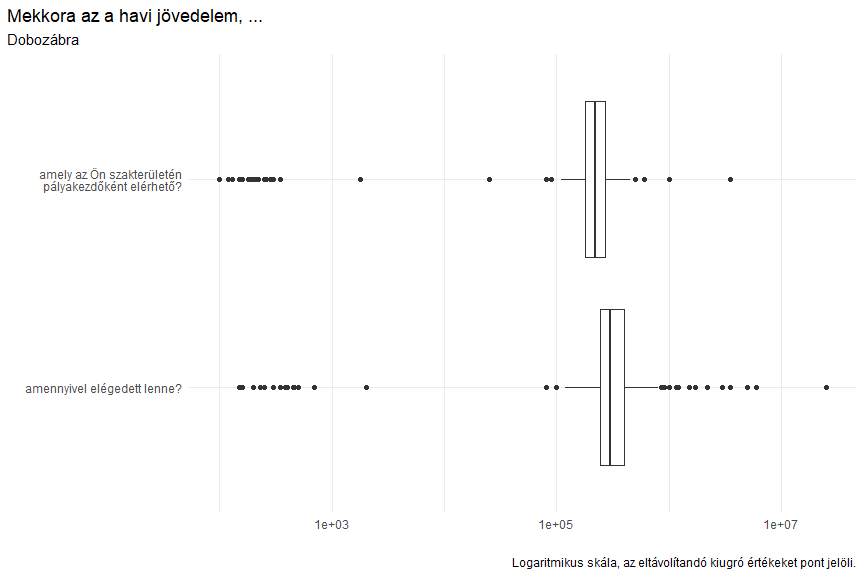 Mekkora az a havi jövedelem, ...
Dobozábra
amely az Ön szakterületén
pályakezdőként elérhető?
amennyivel elégedett lenne?
1e+03
1e+05
1e+07
Logaritmikus skála, az eltávolítandó kiugró értékeket pont jelöli.